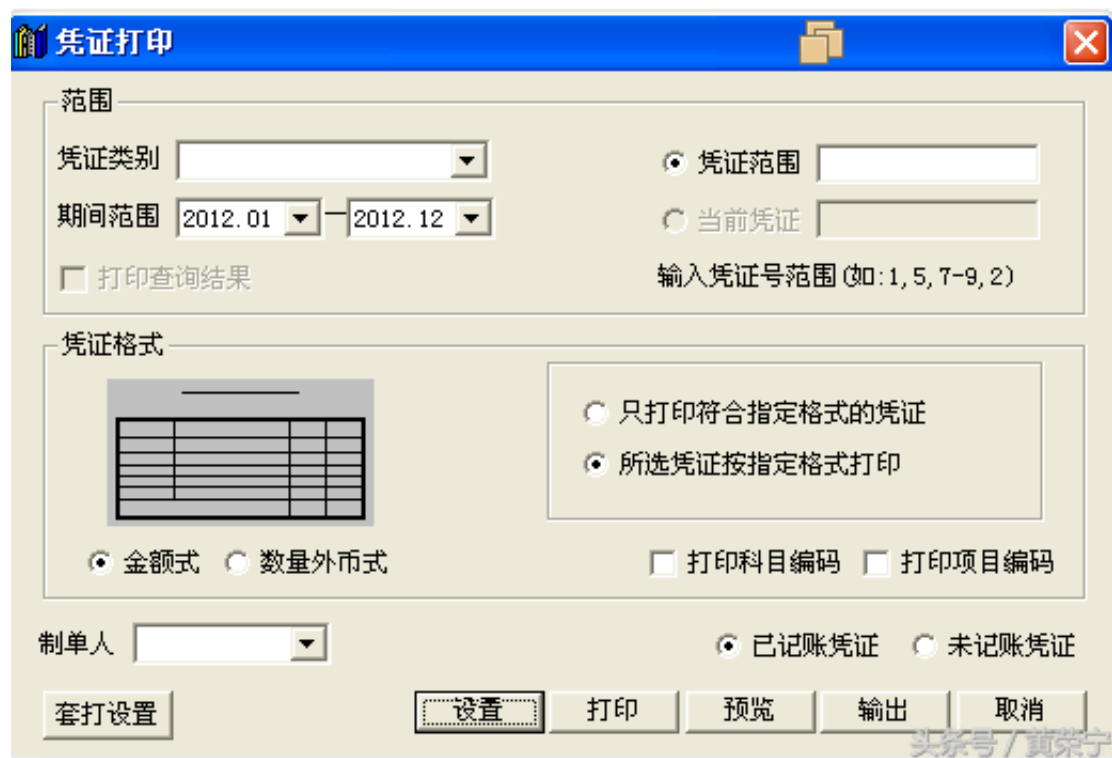 凭证打印
范围
凭证类别
凭证范围
期间范围 2012.01 — 2012.12
当前凭证
打印查询结果
输入凭证号范围(如:1,5,7-9,2)
凭证格式
只打印符合指定格式的凭证
所选凭证按指定格式打印
金额式 数量外币式
打印科目编码 打印项目编码
制单人
已记账凭证 未记账凭证
套打设置 设置 打印 预览 输出 取消
头条号 / 黄荣宁